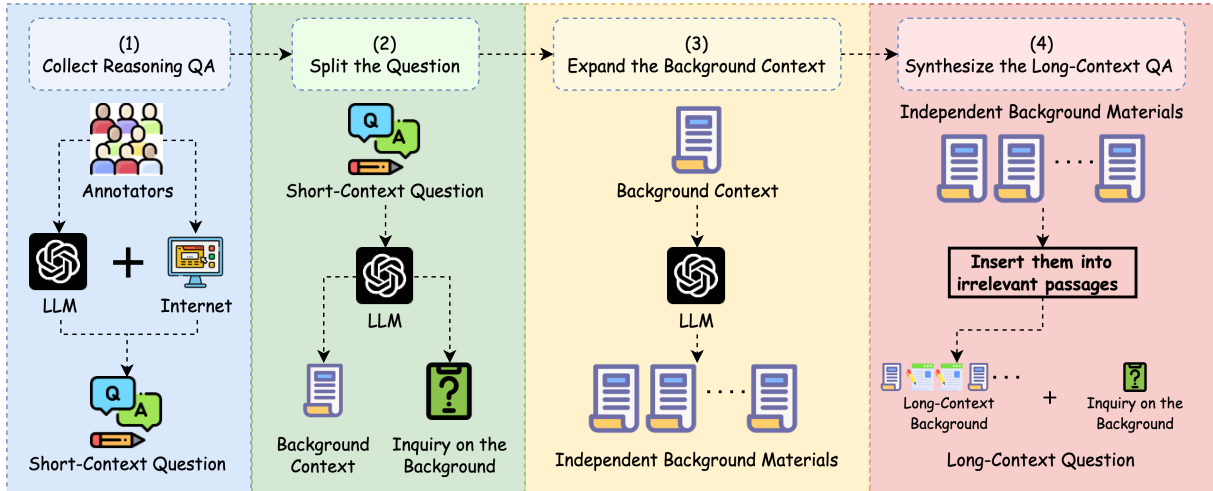 (1)
Collect Reasoning QA
(2)
Split the Question
(3)
Expand the Background Context
(4)
Synthesize the Long-Context QA
Annotators
LLM
+
Internet
Q
A
Short-Context Question
Q
A
Short-Context Question
LLM
?
Background
Context
Inquiry on the
Background
Background Context
LLM
. . . .
Independent Background Materials
Independent Background Materials
. . . .
Insert them into
irrelevant passages
. . .
Long-Context
Background
+
?
Inquiry on the
Background
Long-Context Question